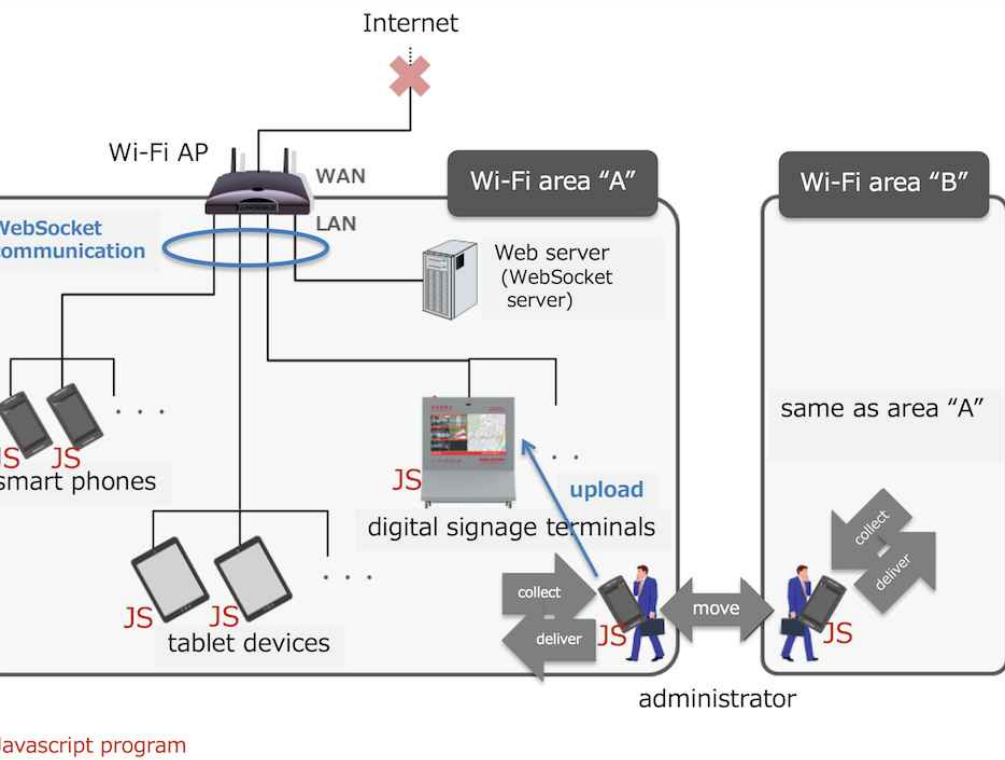 Internet
Wi-Fi AP
WAN
LAN
Wi-Fi area “A”
Wi-Fi area “B”
WebSocket
communication
Web server
(WebSocket
server)
same as area “A”
JS
JS
smart phones
JS
upload
digital signage terminals
JS
JS
tablet devices
collect
deliver
JS
move
collect
deliver
JS
administrator
Javascript program